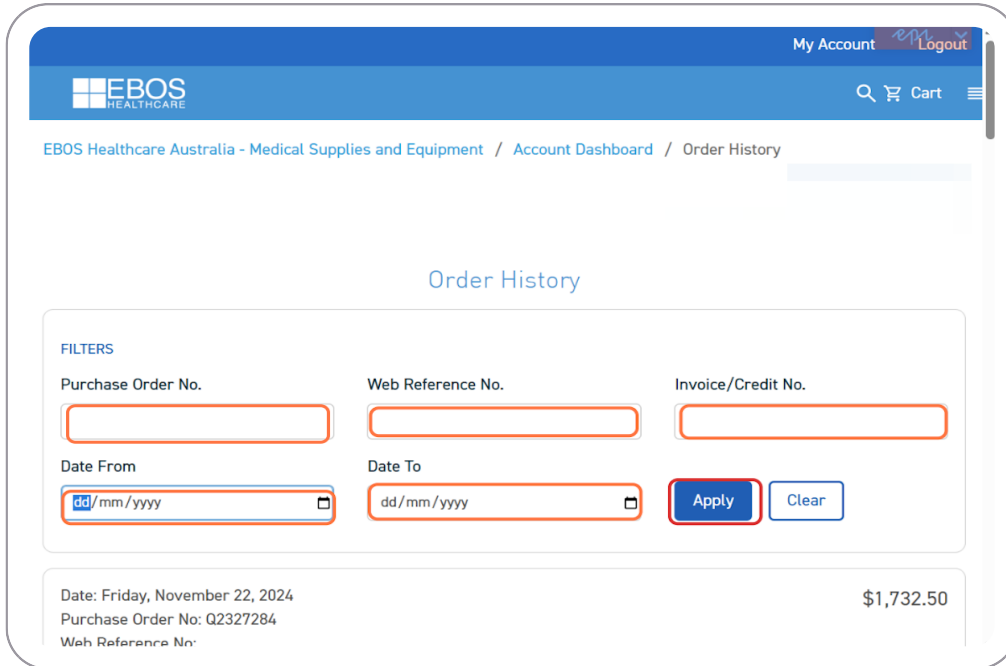 My Account Logout
epi
EBOS
HEALTHCARE
Cart
EBOS Healthcare Australia - Medical Supplies and Equipment / Account Dashboard / Order History
Order History
FILTERS
Purchase Order No. Web Reference No. Invoice/Credit No.
Date From Date To
dd/mm/yyyy dd/mm/yyyy Apply Clear
Date: Friday, November 22, 2024 $1,732.50
Purchase Order No: Q2327284
Web Reference No: